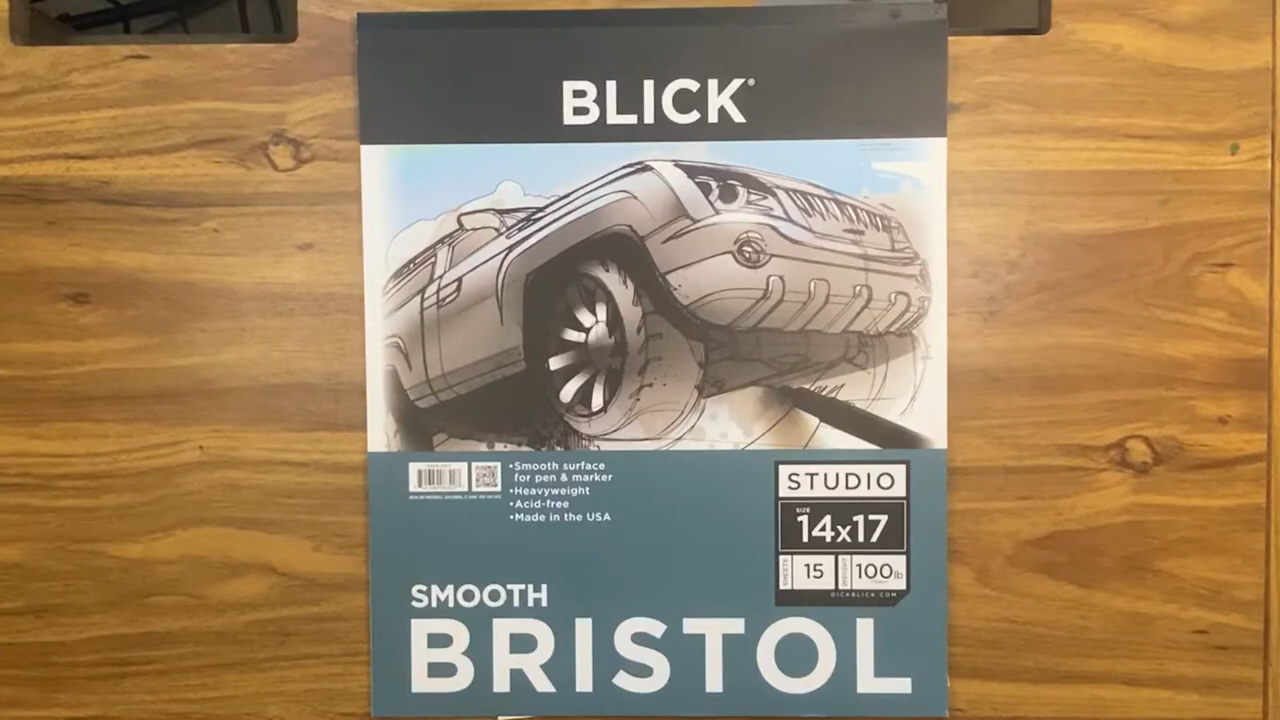 BLICK®
•Smooth surface
for pen & marker
•Heavyweight
•Acid-free
•Made in the USA
STUDIO
SIZE
14x17
SHEETS
15
WEIGHT
100lb
DICKBLICK.COM
SMOOTH
BRISTOL